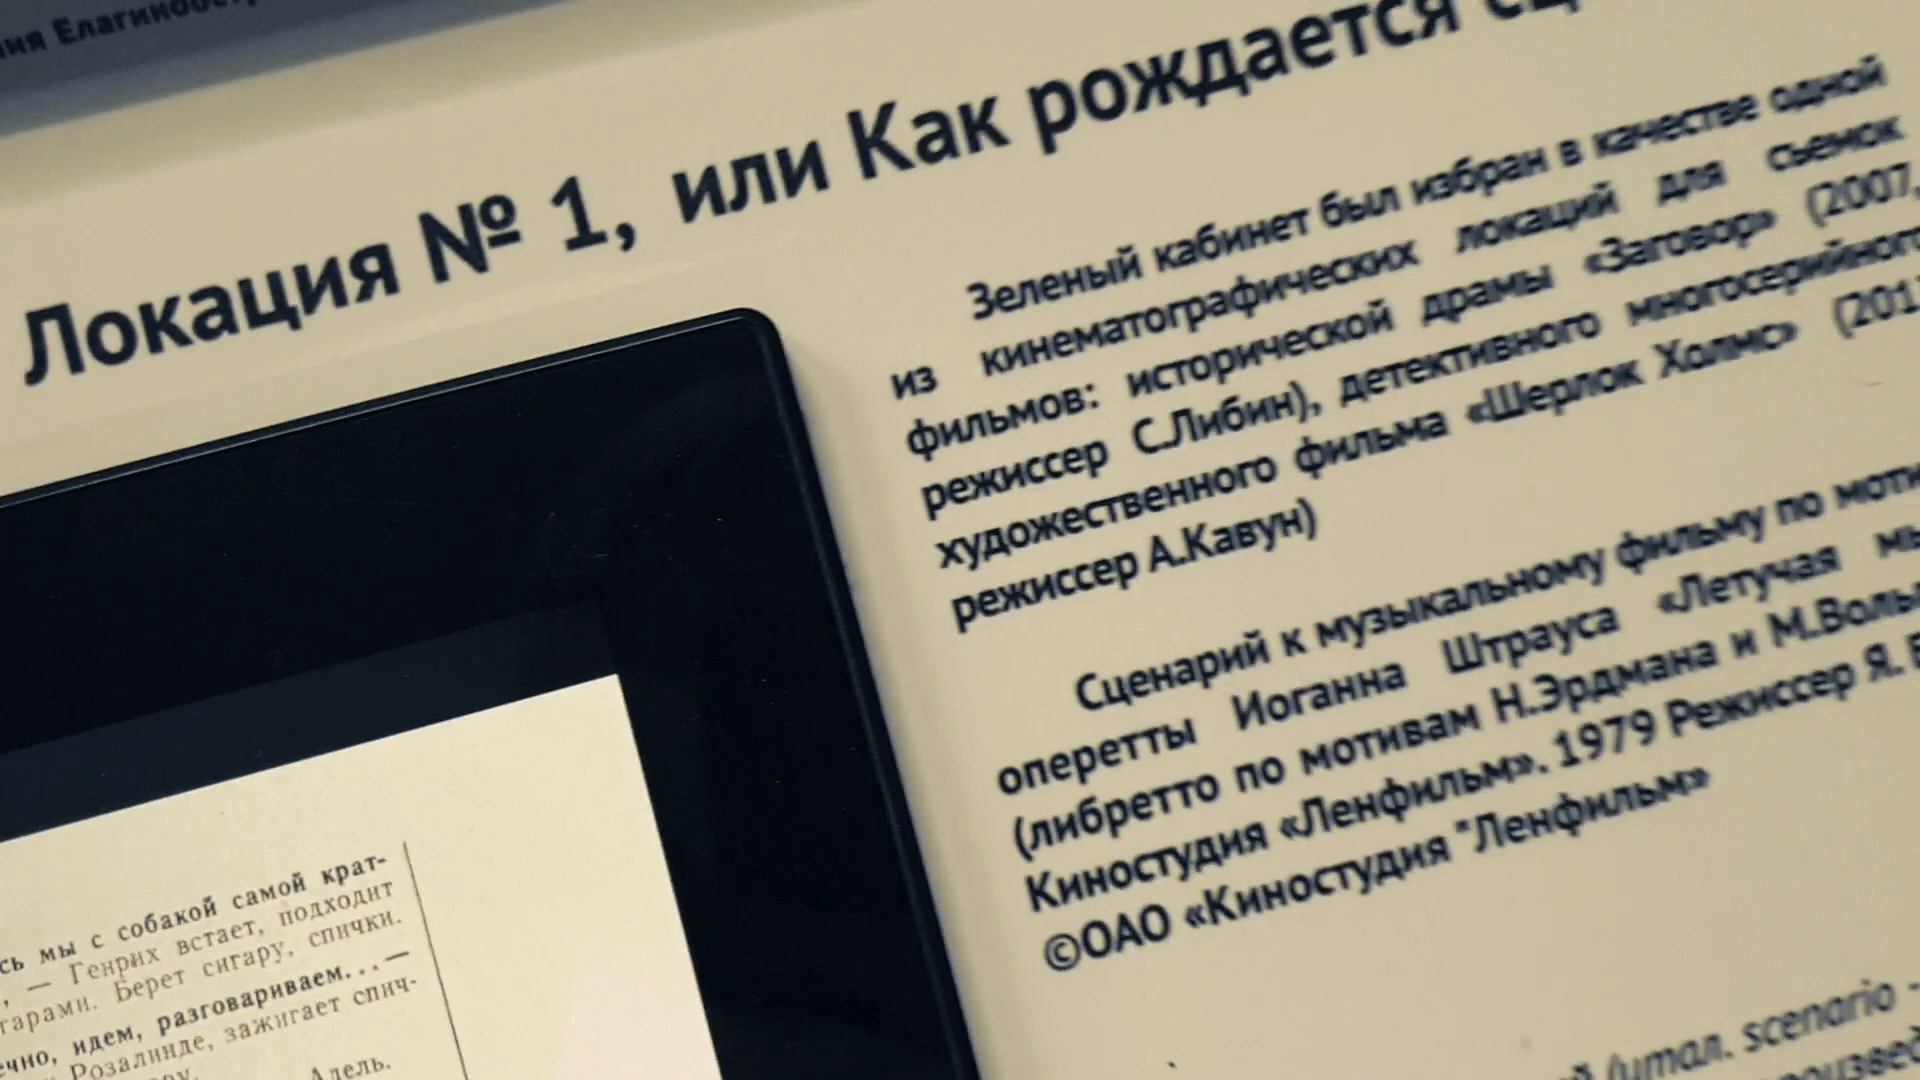 Локация № 1, или Как рождается
Зеленый кабинет был избран в качестве одной
из кинематографических локаций для съемок
фильмов: исторической драмы «Заговор» (2007,
режиссер С.Либин), детективного многосерийного
художественного фильма «Шерлок Холмс»
режиссер А.Кавун)
Сценарий к музыкальному фильму по
оперетты Иоганна Штрауса «Летучая
(либретто по мотивам Н.Эрдмана и
Киностудия «Ленфильм». 1979 Режиссер Я.
©ОАО «Киностудия "Ленфильм»
(итал. scenario -
мы с собакой самой крат-
— Генрих встает, подходит
Берет сигару, спички.
идем, разговариваем...—
Розалинде, зажигает спич-
Адель.